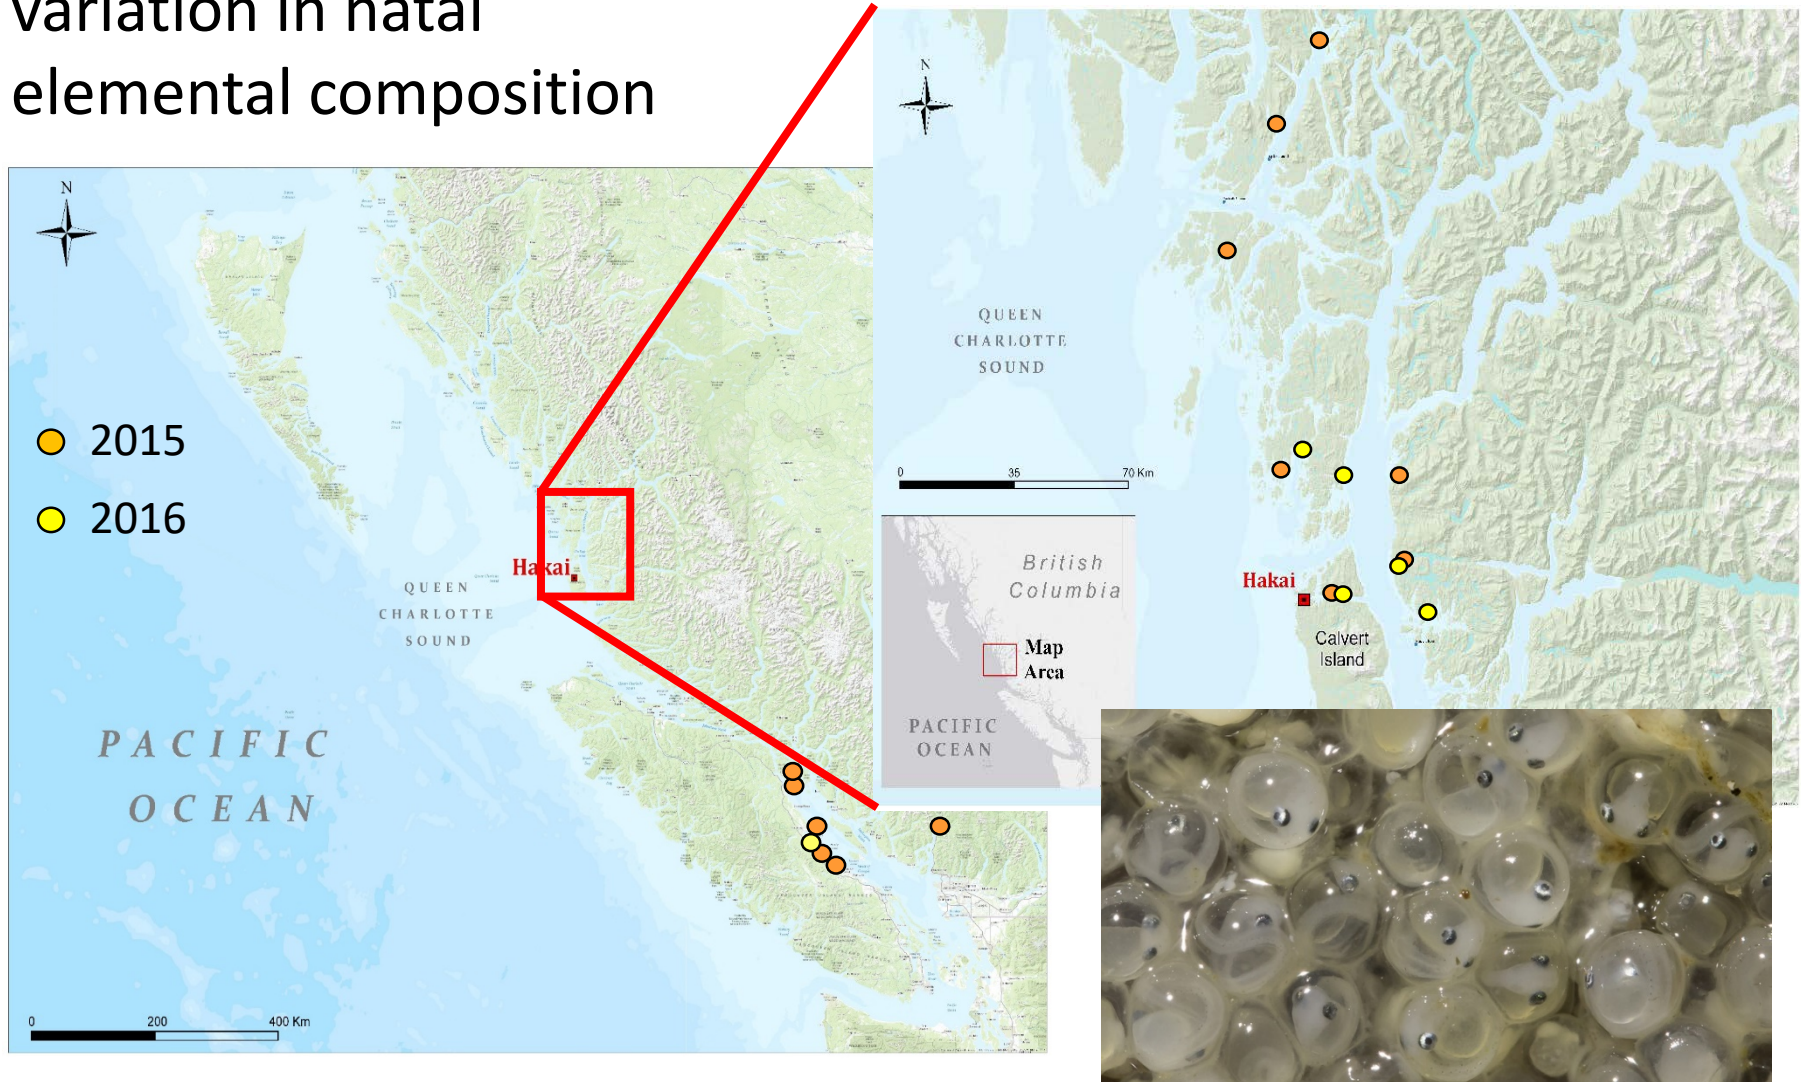 variation in natal
elemental composition
N
2015
2016
Hakai
QUEEN
CHARLOTTE
SOUND
PACIFIC
OCEAN
0 200 400 Km
N
QUEEN
CHARLOTTE
SOUND
0 35 70 Km
Hakai
Calvert
Island
British
Columbia
Map
Area
PACIFIC
OCEAN